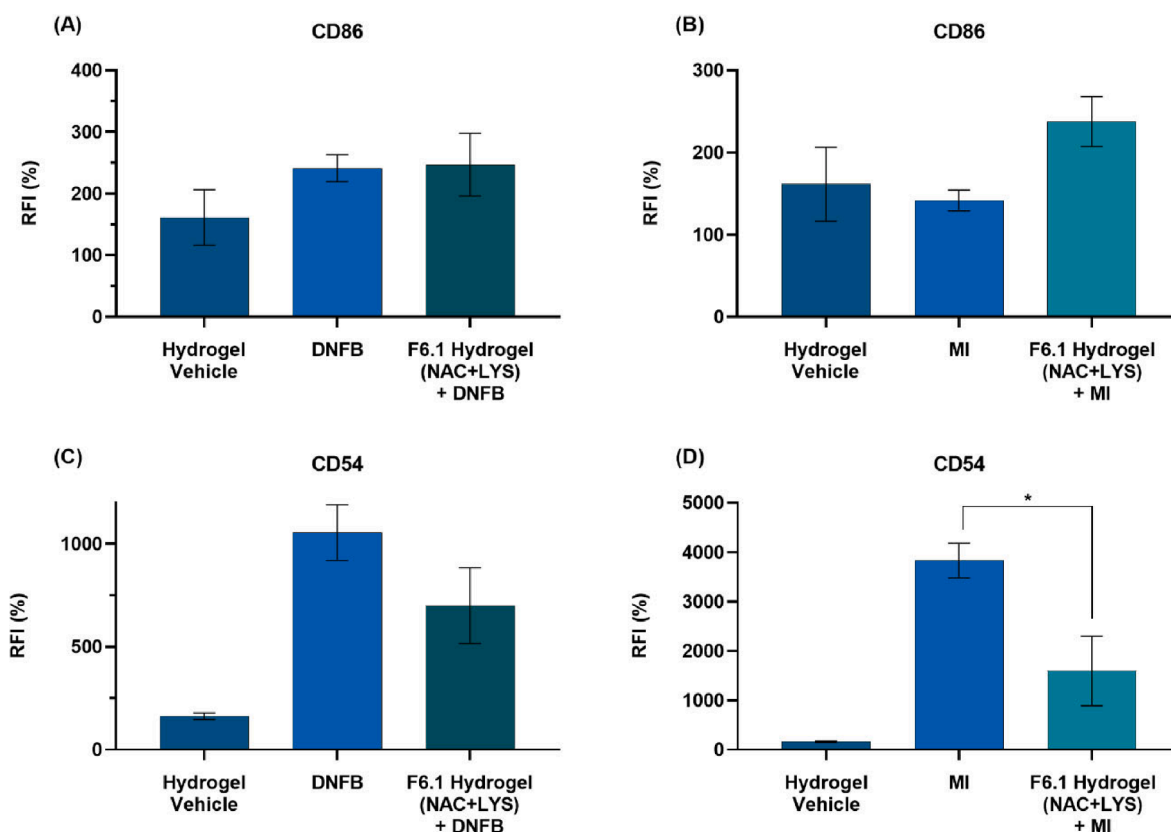 (A)
CD86
RFI (%)
400
300
200
100
0
Hydrogel
Vehicle
DNFB
F6.1 Hydrogel
(NAC+LYS)
+ DNFB
(B)
CD86
RFI (%)
300
200
100
0
Hydrogel
Vehicle
MI
F6.1 Hydrogel
(NAC+LYS)
+ MI
(C)
CD54
RFI (%)
1000
500
0
Hydrogel
Vehicle
DNFB
F6.1 Hydrogel
(NAC+LYS)
+ DNFB
(D)
CD54
RFI (%)
5000
4000
3000
2000
1000
0
*
Hydrogel
Vehicle
MI
F6.1 Hydrogel
(NAC+LYS)
+ MI